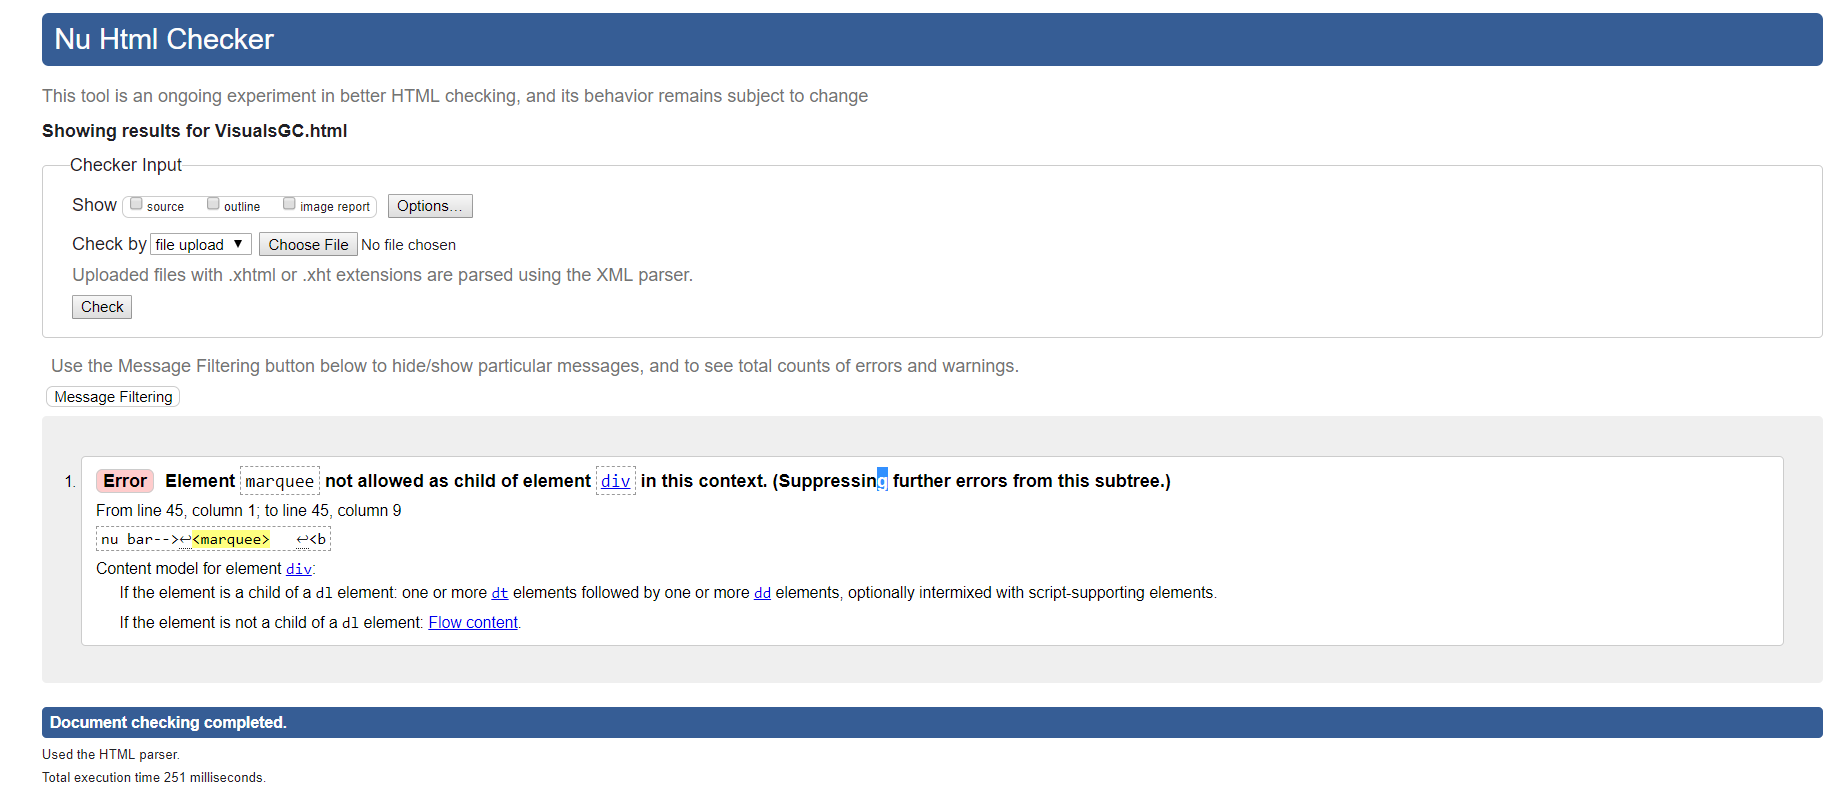 Nu Html Checker
This tool is an ongoing experiment in better HTML checking, and its behavior remains subject to change
Showing results for VisualsGC.html
Checker Input
Show source outline image report Options...
Check by file upload ▼ Choose File No file chosen
Uploaded files with .xhtml or .xht extensions are parsed using the XML parser.
Check
Use the Message Filtering button below to hide/show particular messages, and to see total counts of errors and warnings.
Message Filtering
1. Error Element marquee not allowed as child of element div in this context. (Suppressing further errors from this subtree.)
From line 45, column 1; to line 45, column 9
nu bar-->↩<marquee> ↩<b
Content model for element div:
If the element is a child of a dl element: one or more dt elements followed by one or more dd elements, optionally intermixed with script-supporting elements.
If the element is not a child of a dl element: Flow content.
Document checking completed.
Used the HTML parser.
Total execution time 251 milliseconds.